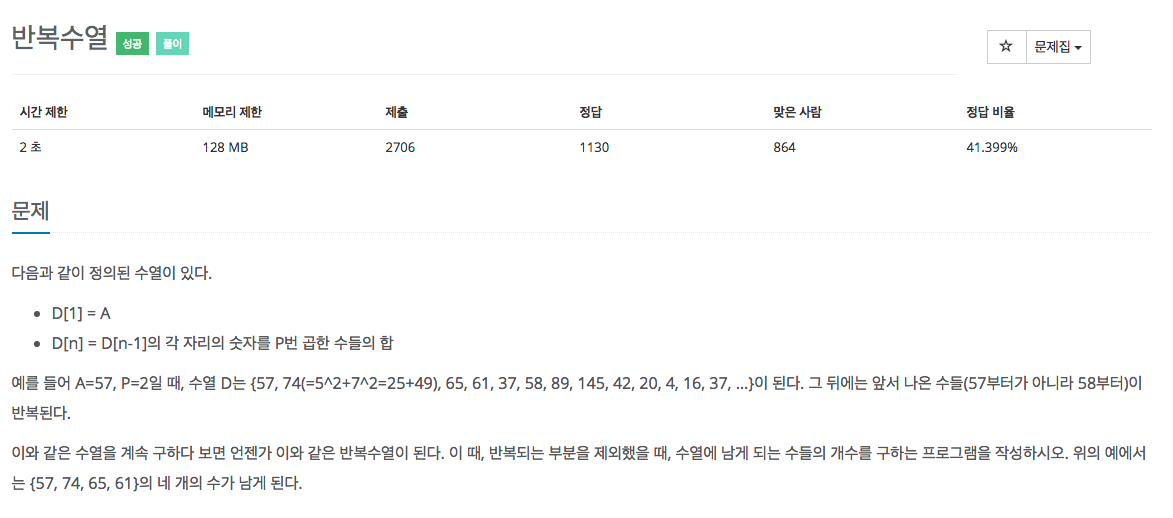 반복수열 성공 풀이
☆ 문제집
시간 제한 메모리 제한 제출 정답 맞은 사람 정답 비율
2 초 128 MB 2706 1130 864 41.399%
문제
다음과 같이 정의된 수열이 있다.
• D[1] = A
• D[n] = D[n-1]의 각 자리의 숫자를 P번 곱한 수들의 합
예를 들어 A=57, P=2일 때, 수열 D는 {57, 74(=5^2+7^2=25+49), 65, 61, 37, 58, 89, 145, 42, 20, 4, 16, 37, ...}이 된다. 그 뒤에는 앞서 나온 수들(57부터가 아니라 58부터)이
반복된다.
이와 같은 수열을 계속 구하다 보면 언젠가 이와 같은 반복수열이 된다. 이 때, 반복되는 부분을 제외했을 때, 수열에 남게 되는 수들의 개수를 구하는 프로그램을 작성하시오. 위의 예에서
는 {57, 74, 65, 61}의 네 개의 수가 남게 된다.